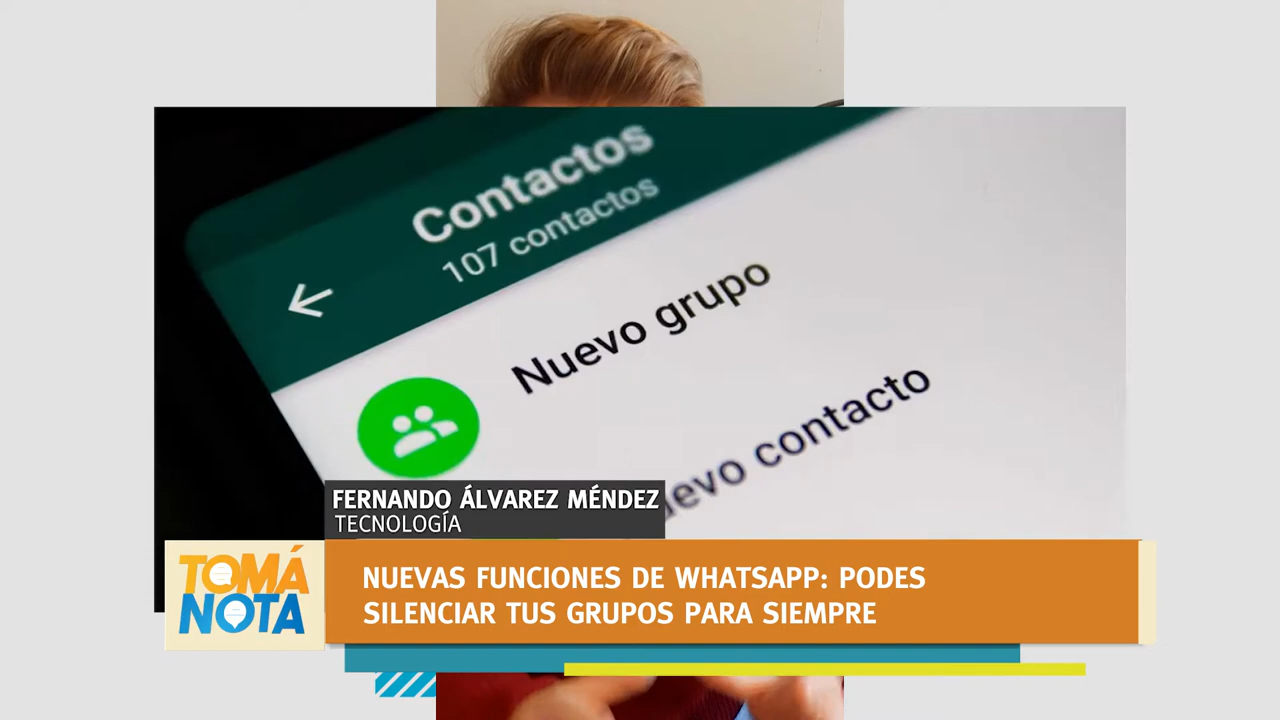 Contactos
107 contactos
Nuevo grupo
evo contacto
FERNANDO ÁLVAREZ MÉNDEZ
TECNOLOGÍA
TOMÁ
NOTA
NUEVAS FUNCIONES DE WHATSAPP: PODES
SILENCIAR TUS GRUPOS PARA SIEMPRE